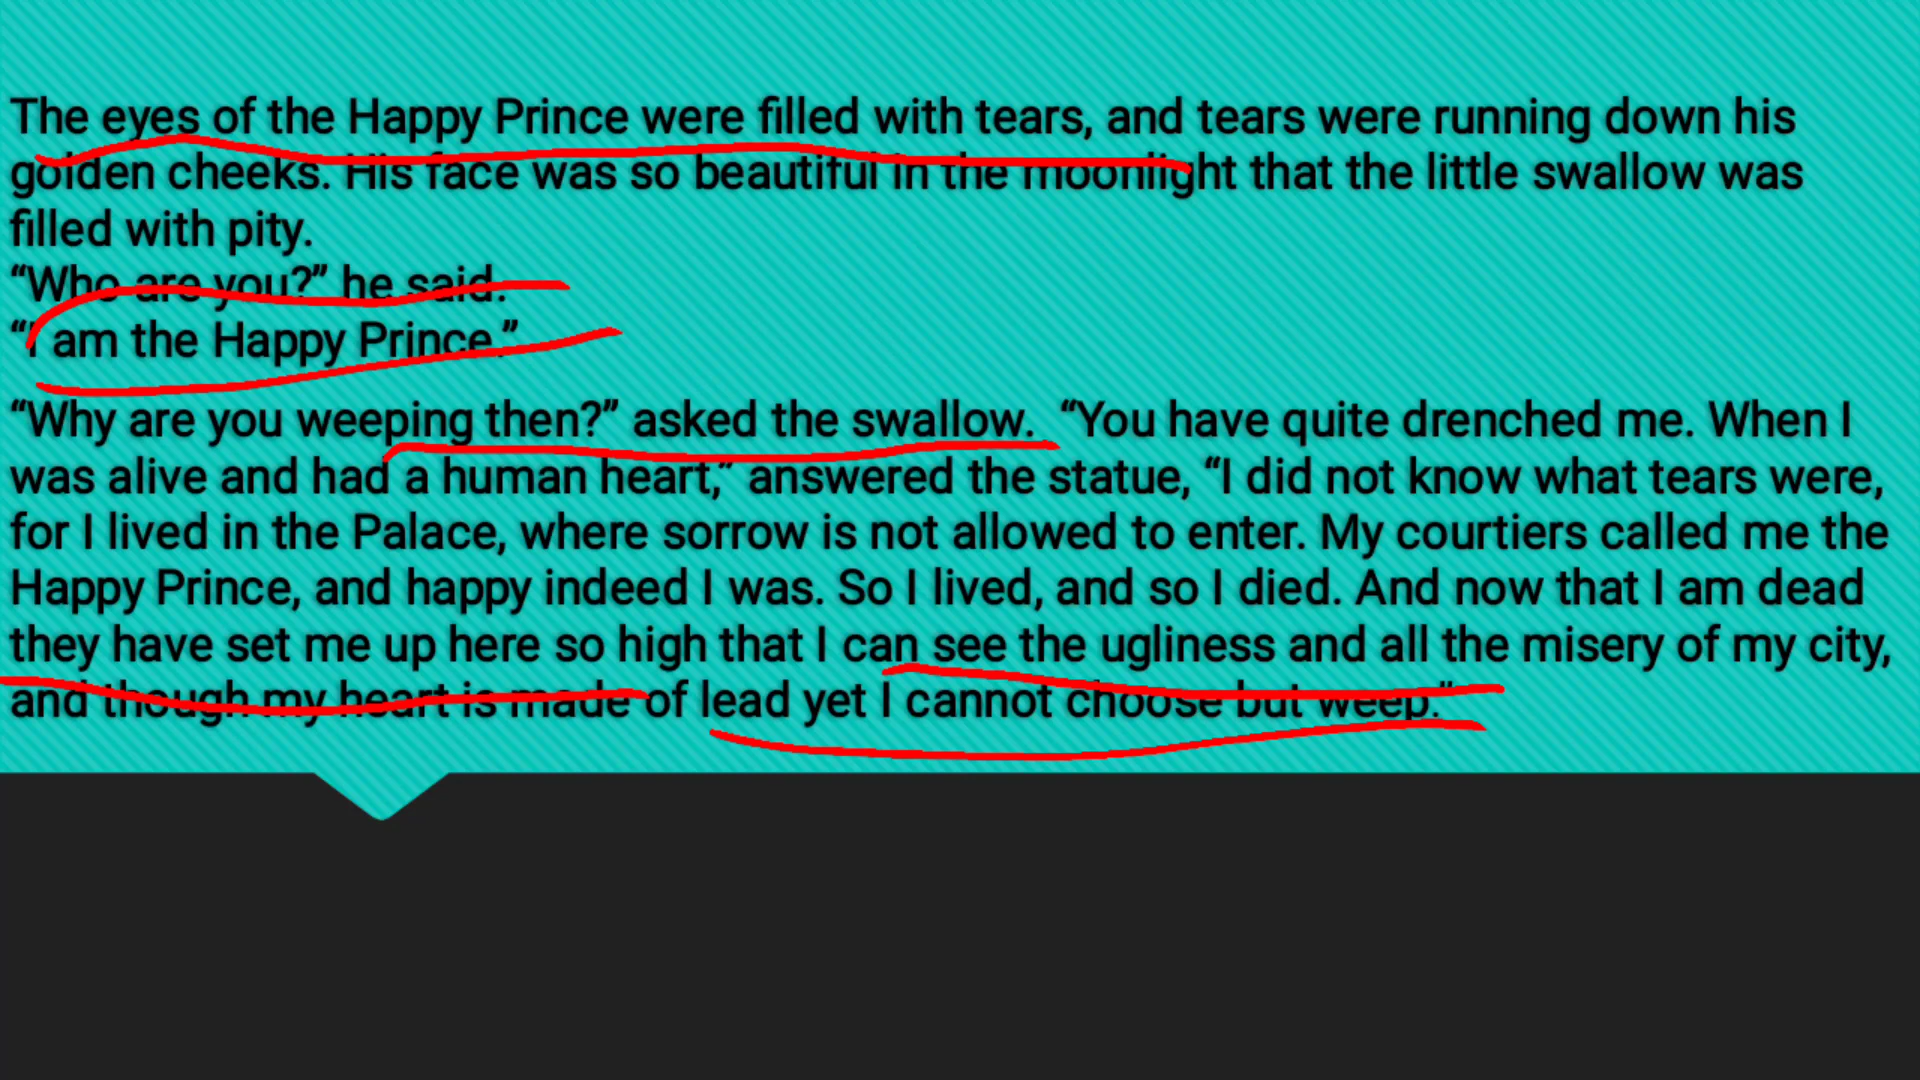 The eyes of the Happy Prince were filled with tears, and tears were running down his
golden cheeks. His face was so beautiful in the moonlight that the little swallow was
filled with pity.
“Who are you?” he said.
“I am the Happy Prince.”
“Why are you weeping then?” asked the swallow. “You have quite drenched me. When I
was alive and had a human heart,” answered the statue, “I did not know what tears were,
for I lived in the Palace, where sorrow is not allowed to enter. My courtiers called me the
Happy Prince, and happy indeed I was. So I lived, and so I died. And now that I am dead
they have set me up here so high that I can see the ugliness and all the misery of my city,
and though my heart is made of lead yet I cannot choose but weep."